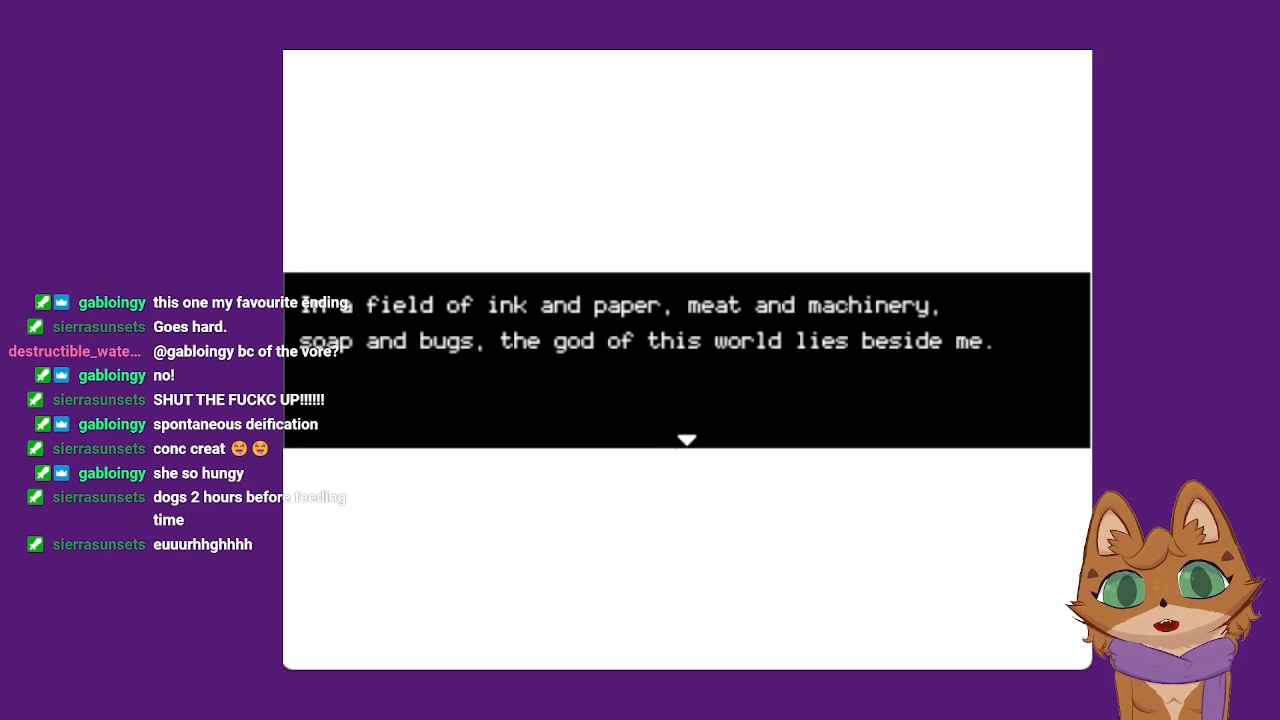 In a field of ink and paper, meat and machinery,
soap and bugs, the god of this world lies beside me.
gabloingy this one my favourite ending
sierrasunsets Goes hard.
destructible_wate... @gabloingy bc of the vore?
gabloingy no!
sierrasunsets SHUT THE FUCKC UP!!!!!!
gabloingy spontaneous deification
sierrasunsets conc creat 😄 😄
gabloingy she so hungy
sierrasunsets dogs 2 hours before feeding
time
sierrasunsets euuurhhghhhh